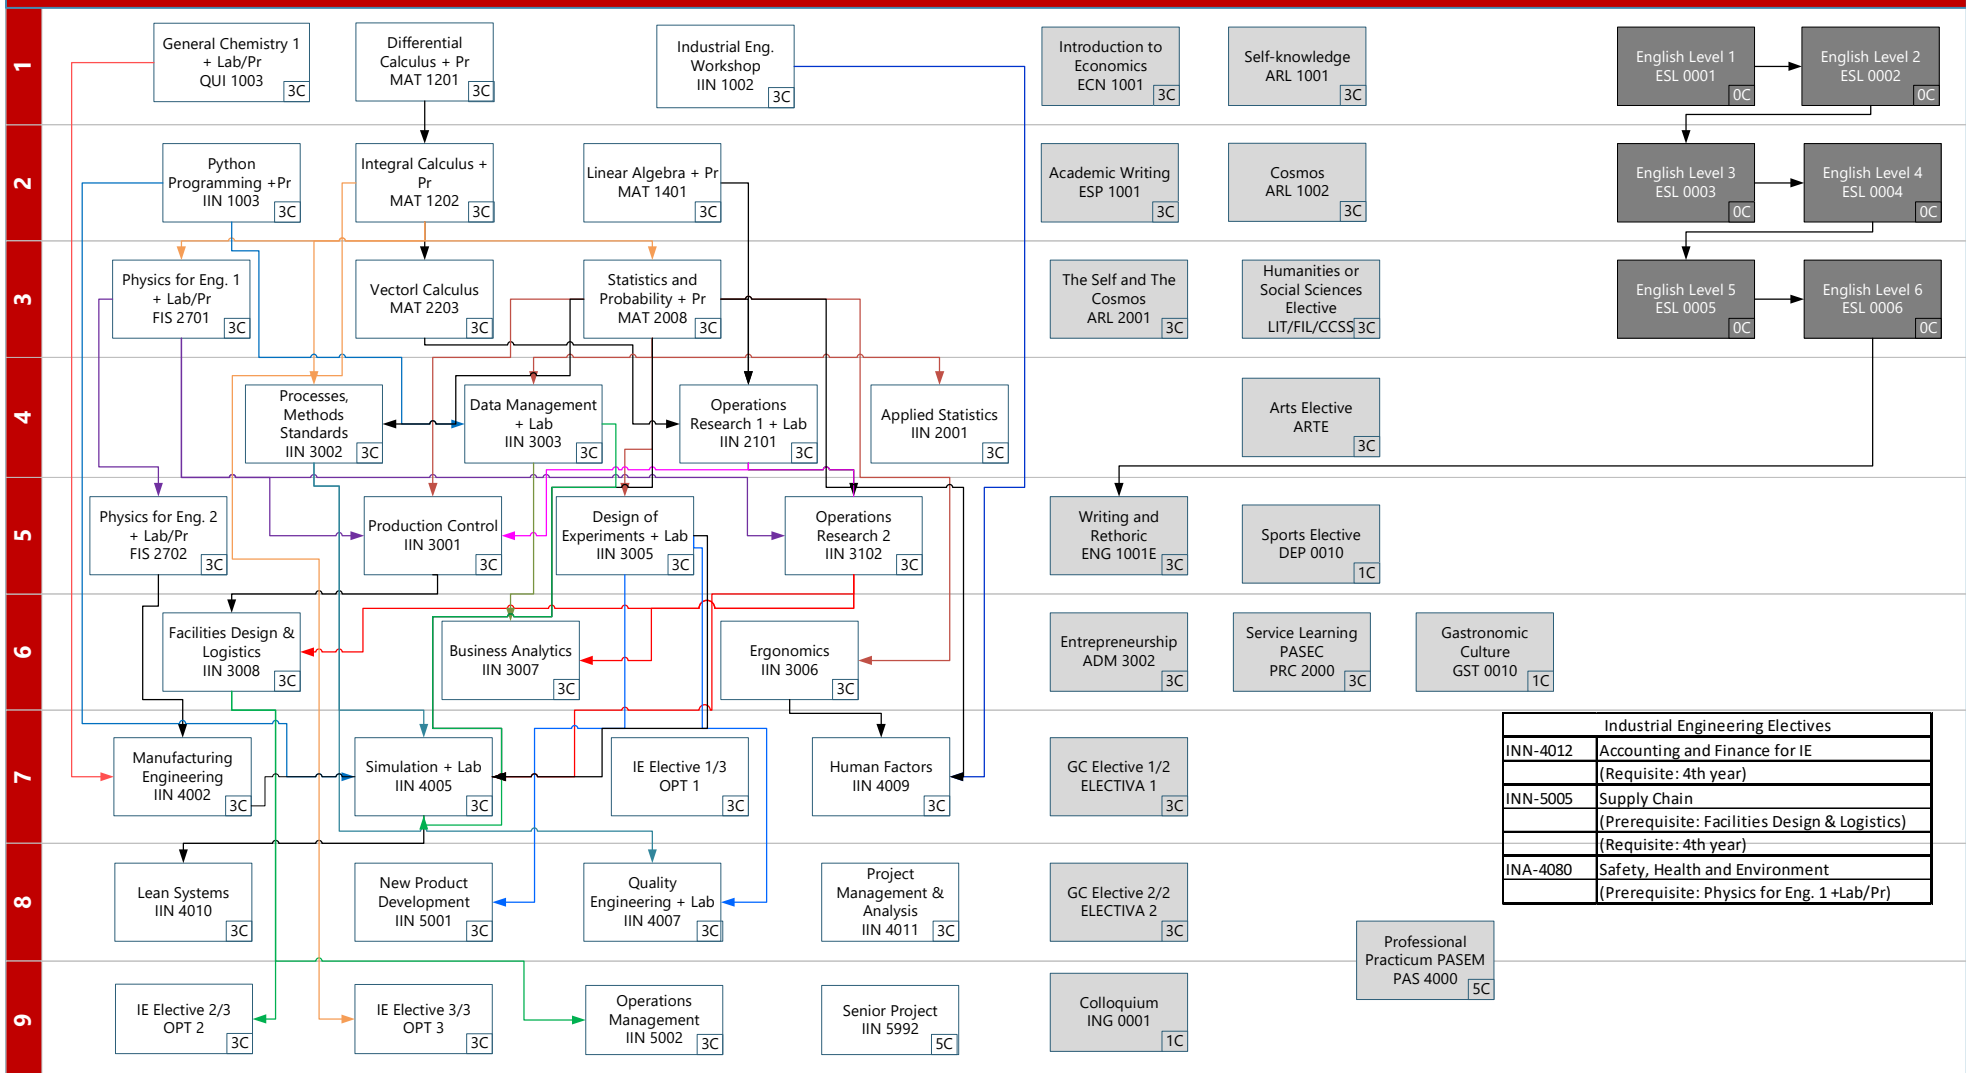 1
General Chemistry 1
+ Lab/Pr
QUI 1003
3C
Differential
Calculus + Pr
MAT 1201
3C
Industrial Eng.
Workshop
IIN 1002
3C
Introduction to
Economics
ECN 1001
3C
Self-knowledge
ARL 1001
3C
English Level 1
ESL 0001
0C
English Level 2
ESL 0002
0C
2
Python
Programming +Pr
IIN 1003
3C
Integral Calculus +
Pr
MAT 1202
3C
Linear Algebra + Pr
MAT 1401
3C
Academic Writing
ESP 1001
3C
Cosmos
ARL 1002
3C
English Level 3
ESL 0003
0C
English Level 4
ESL 0004
0C
3
Physics for Eng. 1
+ Lab/Pr
FIS 2701
3C
Vectorl Calculus
MAT 2203
3C
Statistics and
Probability + Pr
MAT 2008
3C
The Self and The
Cosmos
ARL 2001
3C
Humanities or
Social Sciences
Elective
LIT/FIL/CCSS
3C
English Level 5
ESL 0005
0C
English Level 6
ESL 0006
0C
4
Processes,
Methods
Standards
IIN 3002
3C
Data Management
+ Lab
IIN 3003
3C
Operations
Research 1 + Lab
IIN 2101
3C
Applied Statistics
IIN 2001
3C
Arts Elective
ARTE
3C
5
Physics for Eng. 2
+ Lab/Pr
FIS 2702
3C
Production Control
IIN 3001
3C
Design of
Experiments + Lab
IIN 3005
3C
Operations
Research 2
IIN 3102
3C
Writing and
Rethoric
ENG 1001E
3C
Sports Elective
DEP 0010
1C
6
Facilities Design &
Logistics
IIN 3008
3C
Business Analytics
IIN 3007
3C
Ergonomics
IIN 3006
3C
Entrepreneurship
ADM 3002
3C
Service Learning
PASEC
PRC 2000
3C
Gastronomic
Culture
GST 0010
1C
7
Manufacturing
Engineering
IIN 4002
3C
Simulation + Lab
IIN 4005
3C
IE Elective 1/3
OPT 1
3C
Human Factors
IIN 4009
3C
GC Elective 1/2
ELECTIVA 1
3C
Industrial Engineering Electives
INN-4012 Accounting and Finance for IE
(Requisite: 4th year)
INN-5005 Supply Chain
(Prerequisite: Facilities Design & Logistics)
(Requisite: 4th year)
INA-4080 Safety, Health and Environment
(Prerequisite: Physics for Eng. 1 +Lab/Pr)
8
Lean Systems
IIN 4010
3C
New Product
Development
IIN 5001
3C
Quality
Engineering + Lab
IIN 4007
3C
Project
Management &
Analysis
IIN 4011
3C
GC Elective 2/2
ELECTIVA 2
3C
Professional
Practicum PASEM
PAS 4000
5C
9
IE Elective 2/3
OPT 2
3C
IE Elective 3/3
OPT 3
3C
Operations
Management
IIN 5002
3C
Senior Project
IIN 5992
5C
Colloquium
ING 0001
1C